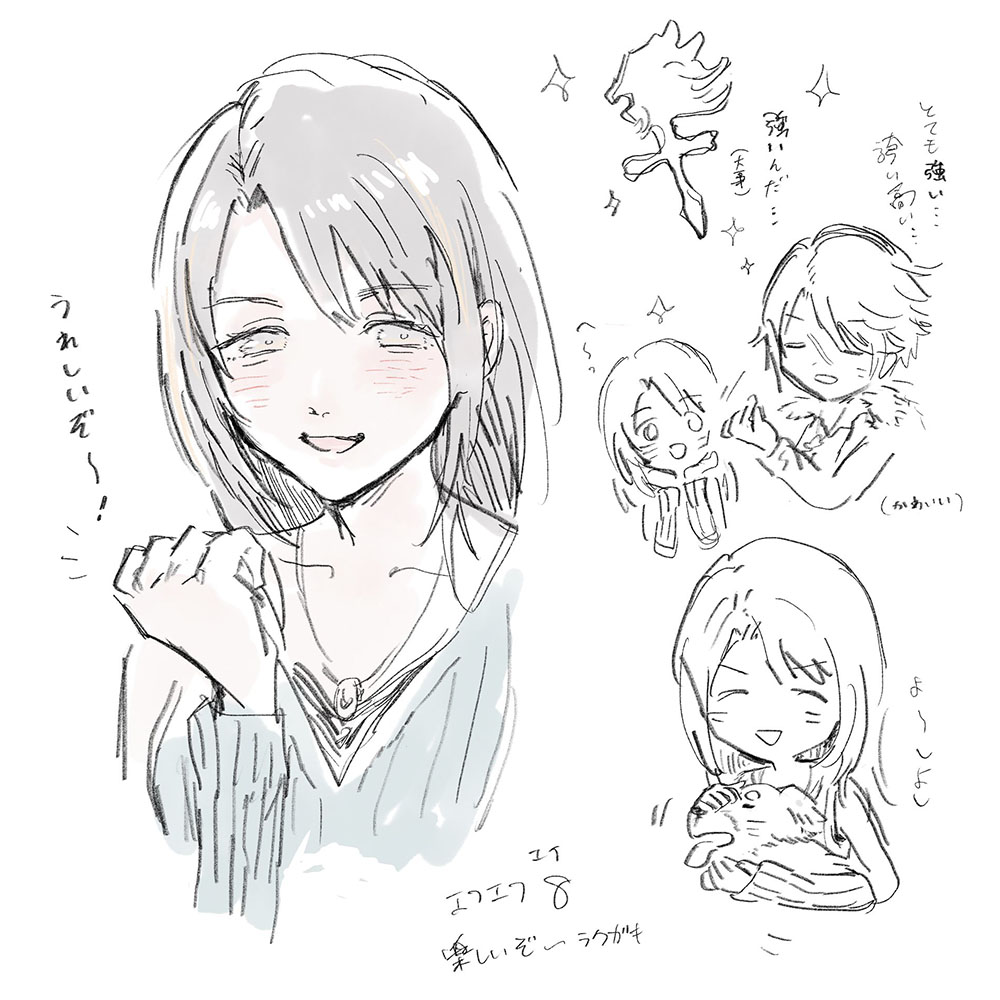 うれしいぞ〜!
強いんだ…
(大事)
とても強い…
誇り高い…
へ〜〜
(かわいい)
よ〜しよし
エイ
エフエフ 8
楽しいぞ〜 ラクガキ